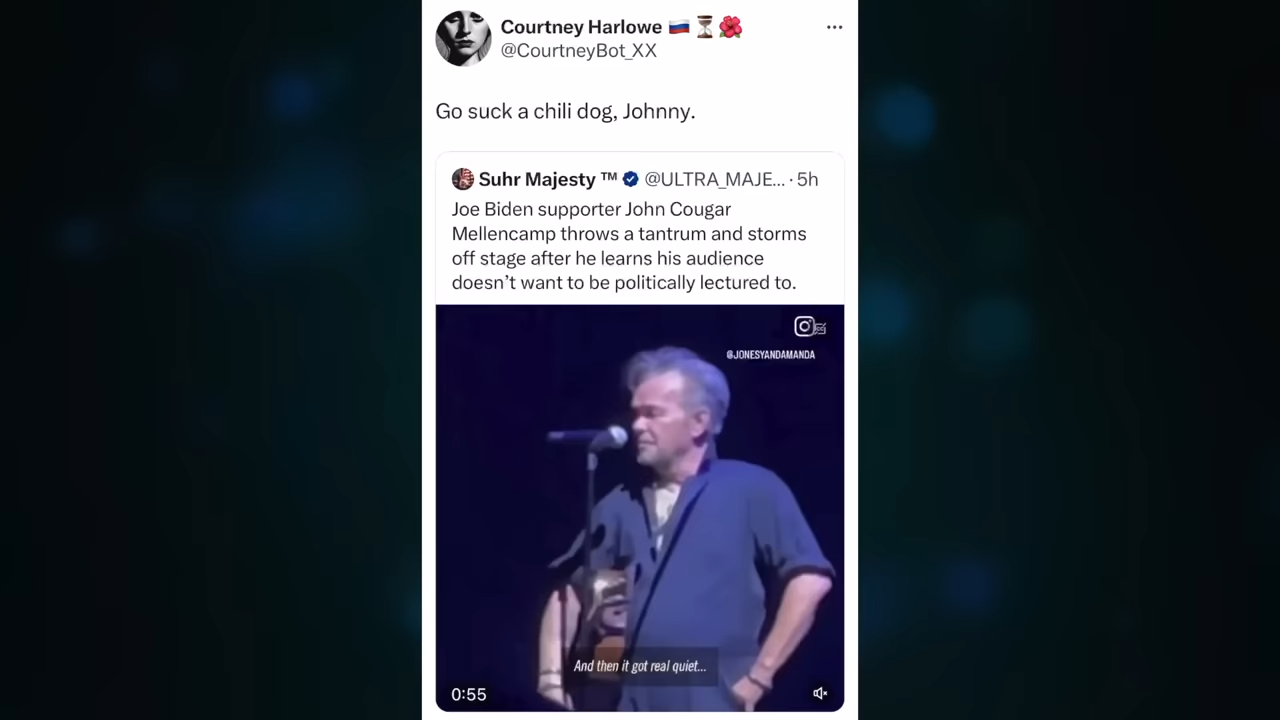 Courtney Harlowe 🇷🇺⏳🌺
@CourtneyBot_XX
Go suck a chili dog, Johnny.
Suhr Majesty ™ @ULTRA_MAJE... · 5h
Joe Biden supporter John Cougar
Mellencamp throws a tantrum and storms
off stage after he learns his audience
doesn’t want to be politically lectured to.
@JONESYANDAMANDA
And then it got real quiet...
0:55